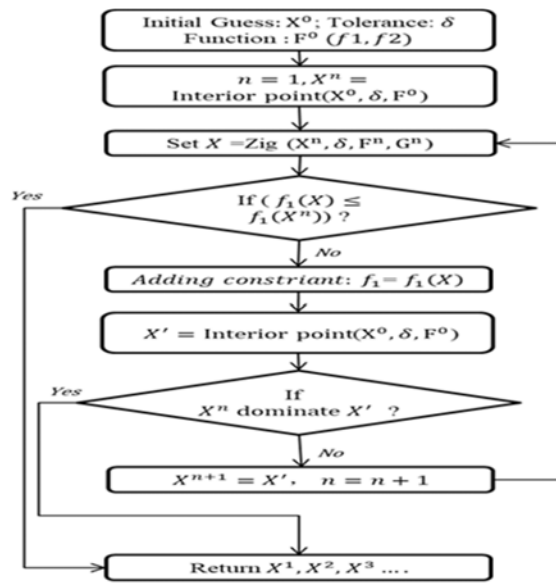 Initial Guess: X⁰; Tolerance: δ
Function : F⁰ (f1, f2)
n = 1, Xⁿ =
Interior point(X⁰, δ, F⁰)
Set X =Zig (Xⁿ, δ, Fⁿ, Gⁿ)
Yes
If ( f₁(X) ≤
f₁(Xⁿ)) ?
No
Adding constriant: f₁= f₁(X)
X′ = Interior point(X⁰, δ, F⁰)
Yes
If
Xⁿ dominate X′ ?
No
Xⁿ⁺¹ = X′, n = n + 1
Return X¹, X², X³ ....